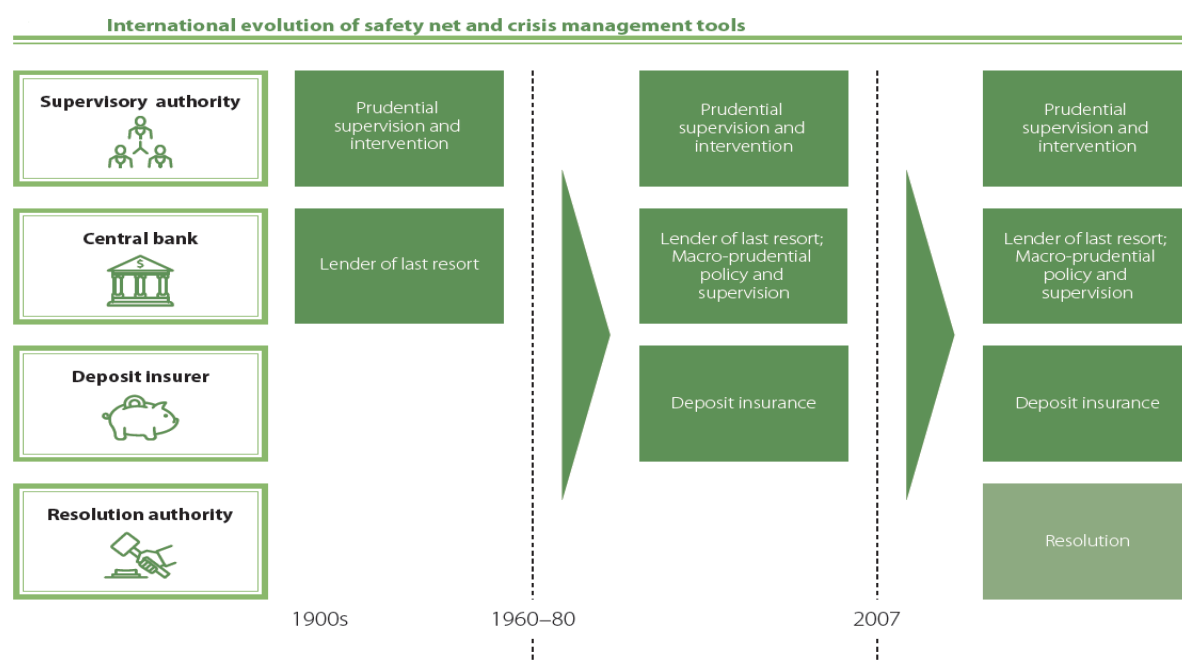 International evolution of safety net and crisis management tools
Supervisory authority
Prudential
supervision and
intervention
Prudential
supervision and
intervention
Prudential
supervision and
intervention
Central bank
$
Lender of last resort
Lender of last resort;
Macro-prudential
policy and
supervision
Lender of last resort;
Macro-prudential
policy and
supervision
Deposit insurer
Deposit insurance
Deposit insurance
Resolution authority
Resolution
1900s
1960–80
2007